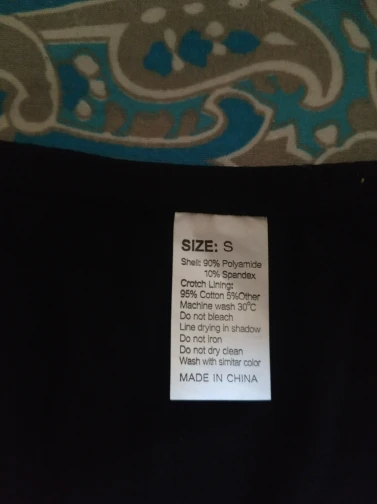 SIZE: S
Shell: 90% Polyamide
10% Spandex
Crotch Lining:
95% Cotton 5%Other
Machine wash 30°C
Do not bleach
Line drying in shadow
Do not iron
Do not dry clean
Wash with similar color
MADE IN CHINA